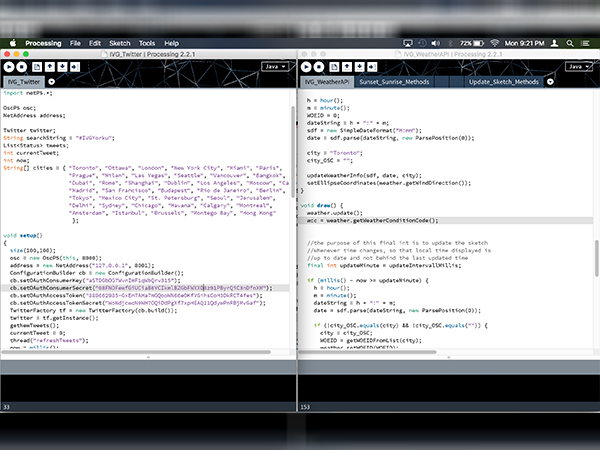 Processing File Edit Sketch Tools Help 72% Mon 9:21 PM
IVG_Twitter | Processing 2.2.1
Java
IVG_Twitter
import netP5.*;
OscP5 osc;
NetAddress address;
Twitter twitter;
String searchString = "#IVGYorku";
List<Status> tweets;
int currentTweet;
int now;
String[] cities = { "Toronto", "Ottawa", "London", "New York City", "Miami", "Paris",
"Prague", "Milan", "Las Vegas", "Seattle", "Vancouver", "Bangkok",
"Dubai", "Rome", "Shanghai", "Dublin", "Los Angeles", "Moscow", "Ca
"Madrid", "San Francisco", "Budapest", "Rio de Janeiro", "Berlin",
"Tokyo", "Mexico City", "St. Petersburg", "Seoul", "Jerusalem",
"Delhi", "Sydney", "Chicago", "Havana", "Calgary", "Montreal",
"Amsterdam", "Istanbul", "Brussels", "Montego Bay", "Hong Kong"
};
void setup()
{
size(100,100);
osc = new OscP5(this, 8000);
address = new NetAddress("127.0.0.1", 8001);
ConfigurationBuilder cb = new ConfigurationBuilder();
cb.setOAuthConsumerKey(
cb.setOAuthConsumerSecret(
cb.setOAuthAccessToken(
cb.setOAuthAccessTokenSecret(
TwitterFactory tf = new TwitterFactory(cb.build());
twitter = tf.getInstance();
getNewTweets();
currentTweet = 0;
thread("refreshTweets");
now = millis();
33
IVG_WeatherAPI | Processing 2.2.1
Java
IVG_WeatherAPI Sunset_Sunrise_Methods Update_Sketch_Methods
h = hour();
m = minute();
WOEID = 0;
dateString = h + ":" + m;
sdf = new SimpleDateFormat("H:mm");
date = sdf.parse(dateString, new ParsePosition(0));
city = "Toronto";
city_OSC = "";
updateWeatherInfo(sdf, date, city);
setEllipseCoordinates(weather.getWindDirection());
}
void draw() {
weather.update();
wcc = weather.getWeatherConditionCode();
//the purpose of this final int is to update the sketch
//whenever time changes, so that local time displayed is
//up to date and not behind the last updated time
final int updateMinute = updateIntervalMillis;
if (millis() - now >= updateMinute) {
h = hour();
m = minute();
dateString = h + ":" + m;
date = sdf.parse(dateString, new ParsePosition(0));
if (!city_OSC.equals(city) && !city_OSC.equals("")) {
city = city_OSC;
WOEID = getWOEIDFromList(city);
weather.setWOEID(WOEID);
153